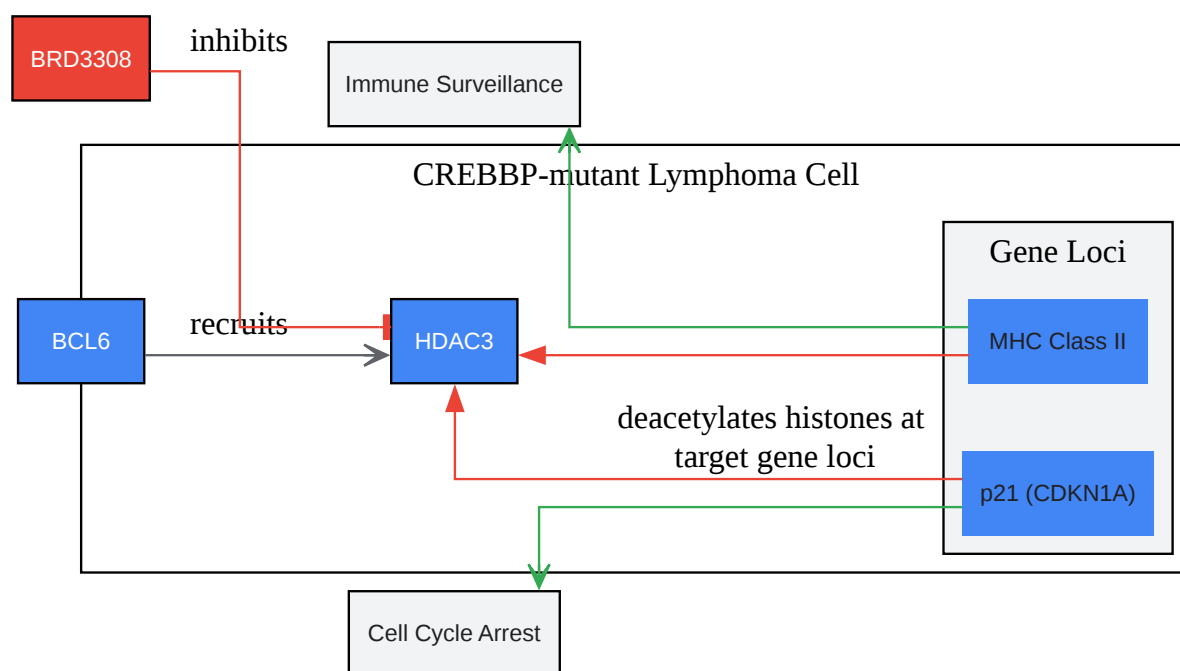 BRD3308
inhibits
Immune Surveillance
CREBBP-mutant Lymphoma Cell
Gene Loci
BCL6
recruits
HDAC3
MHC Class II
deacetylates histones at
target gene loci
p21 (CDKN1A)
Cell Cycle Arrest